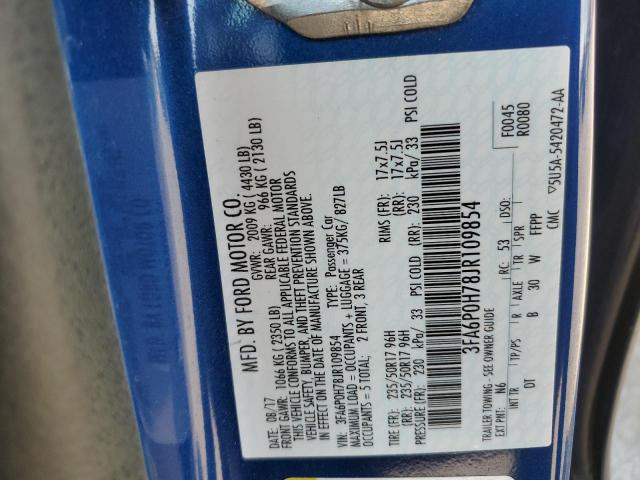 MFD. BY FORD MOTOR CO.
DATE: 08/17 GVWR: 2009 KG ( 4430 LB)
FRONT GAWR: 1066 KG ( 2350 LB) REAR GAWR: 966 KG ( 2130 LB)
THIS VEHICLE CONFORMS TO ALL APPLICABLE FEDERAL MOTOR
VEHICLE SAFETY, BUMPER, AND THEFT PREVENTION STANDARDS
IN EFFECT ON THE DATE OF MANUFACTURE SHOWN ABOVE.
VIN: 3FA6P0H78JR109854 TYPE: Passenger Car
MAXIMUM LOAD = OCCUPANTS + LUGGAGE = 375KG/ 827LB
OCCUPANTS = 5 TOTAL: 2 FRONT, 3 REAR
TIRE (FR): 235/50R17 96H RIMS (FR): 17x7.5J
(RR): 235/50R17 96H (RR): 17x7.5J
PRESSURES (FR): 230 kPa/ 33 PSI COLD (RR): 230 kPa/ 33 PSI COLD
3FA6P0H78JR109854
TRAILER TOWING - SEE OWNER GUIDE
F0045
R0080
EXT PNT: N6 RC: 53 DSO:
INT TR TP/PS R AXLE TR SPR
DT B 30 W FFPP
CMC ▽5U5A-5420472-AA